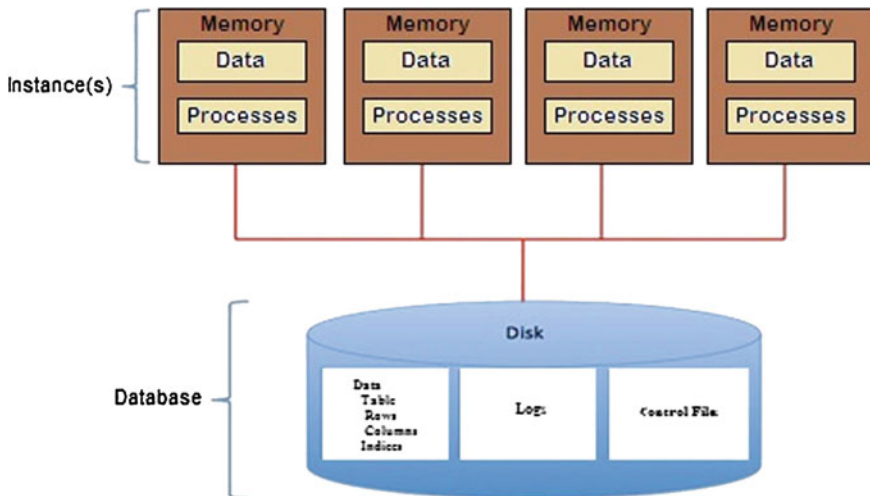 Memory Memory Memory Memory
Data Data Data Data
Instance(s)
Processes Processes Processes Processes
Disk
Database
Data
Table
Rows
Columns
Indices
Logs
Control File